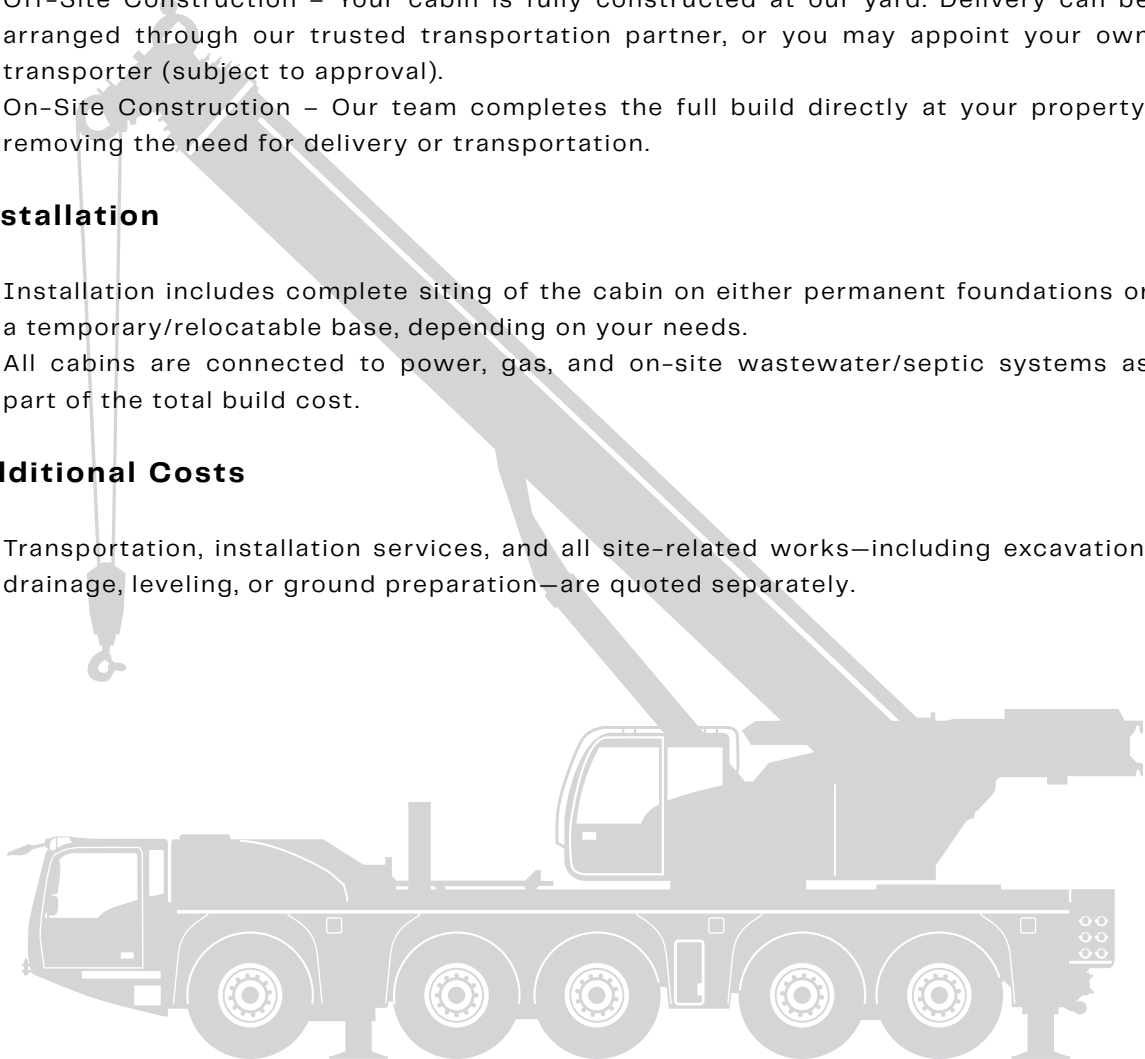 Off-Site Construction – Your cabin is fully constructed at our yard. Delivery can be
arranged through our trusted transportation partner, or you may appoint your own
transporter (subject to approval).
On-Site Construction – Our team completes the full build directly at your property
removing the need for delivery or transportation.
stallation
Installation includes complete siting of the cabin on either permanent foundations or
a temporary/relocatable base, depending on your needs.
All cabins are connected to power, gas, and on-site wastewater/septic systems as
part of the total build cost.
ditional Costs
Transportation, installation services, and all site-related works—including excavation
drainage, leveling, or ground preparation—are quoted separately.